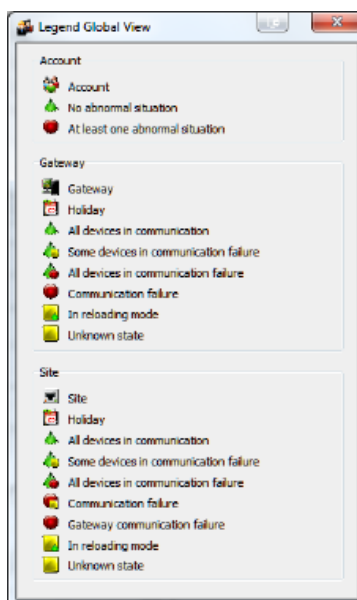 Legend Global View
Account
Account
No abnormal situation
At least one abnormal situation
Gateway
Gateway
Holiday
All devices in communication
Some devices in communication failure
All devices in communication failure
Communication failure
In reloading mode
Unknown state
Site
Site
Holiday
All devices in communication
Some devices in communication failure
All devices in communication failure
Communication failure
Gateway communication failure
In reloading mode
Unknown state